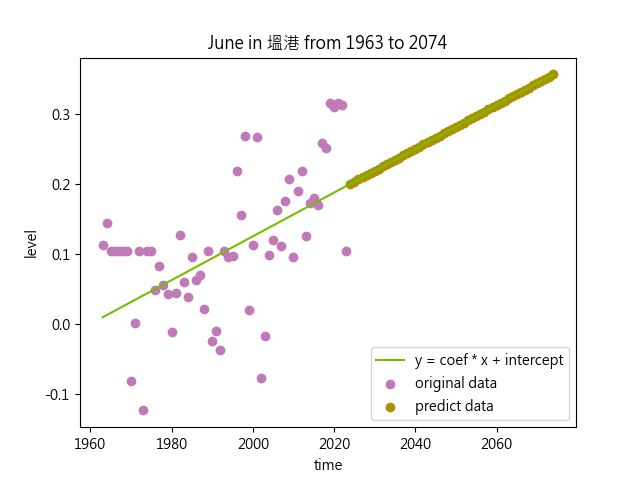 June in 塭港 from 1963 to 2074
level
0.3
0.2
0.1
0.0
-0.1
1960 1980 2000 2020 2040 2060
time
y = coef * x + intercept
original data
predict data